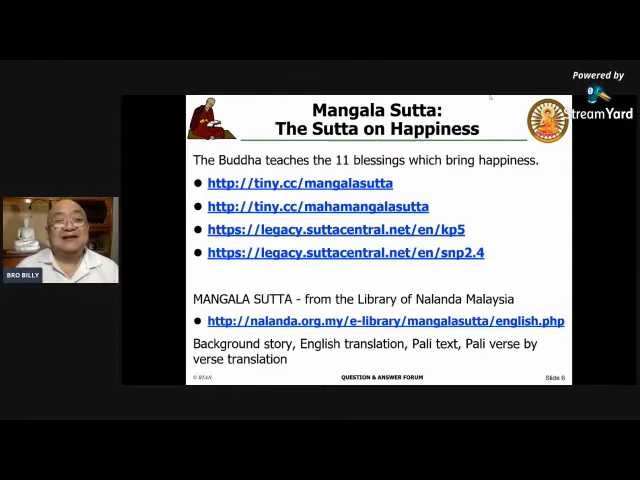 Powered by
StreamYard
Mangala Sutta:
The Sutta on Happiness
The Buddha teaches the 11 blessings which bring happiness.
● http://tiny.cc/mangalasutta
● http://tiny.cc/mahamangalasutta
● https://legacy.suttacentral.net/en/kp5
● https://legacy.suttacentral.net/en/snp2.4
BRO BILLY
MANGALA SUTTA - from the Library of Nalanda Malaysia
● http://nalanda.org.my/e-library/mangalasutta/english.php
Background story, English translation, Pali text, Pali verse by
verse translation
© BTAN
QUESTION & ANSWER FORUM
Slide 6